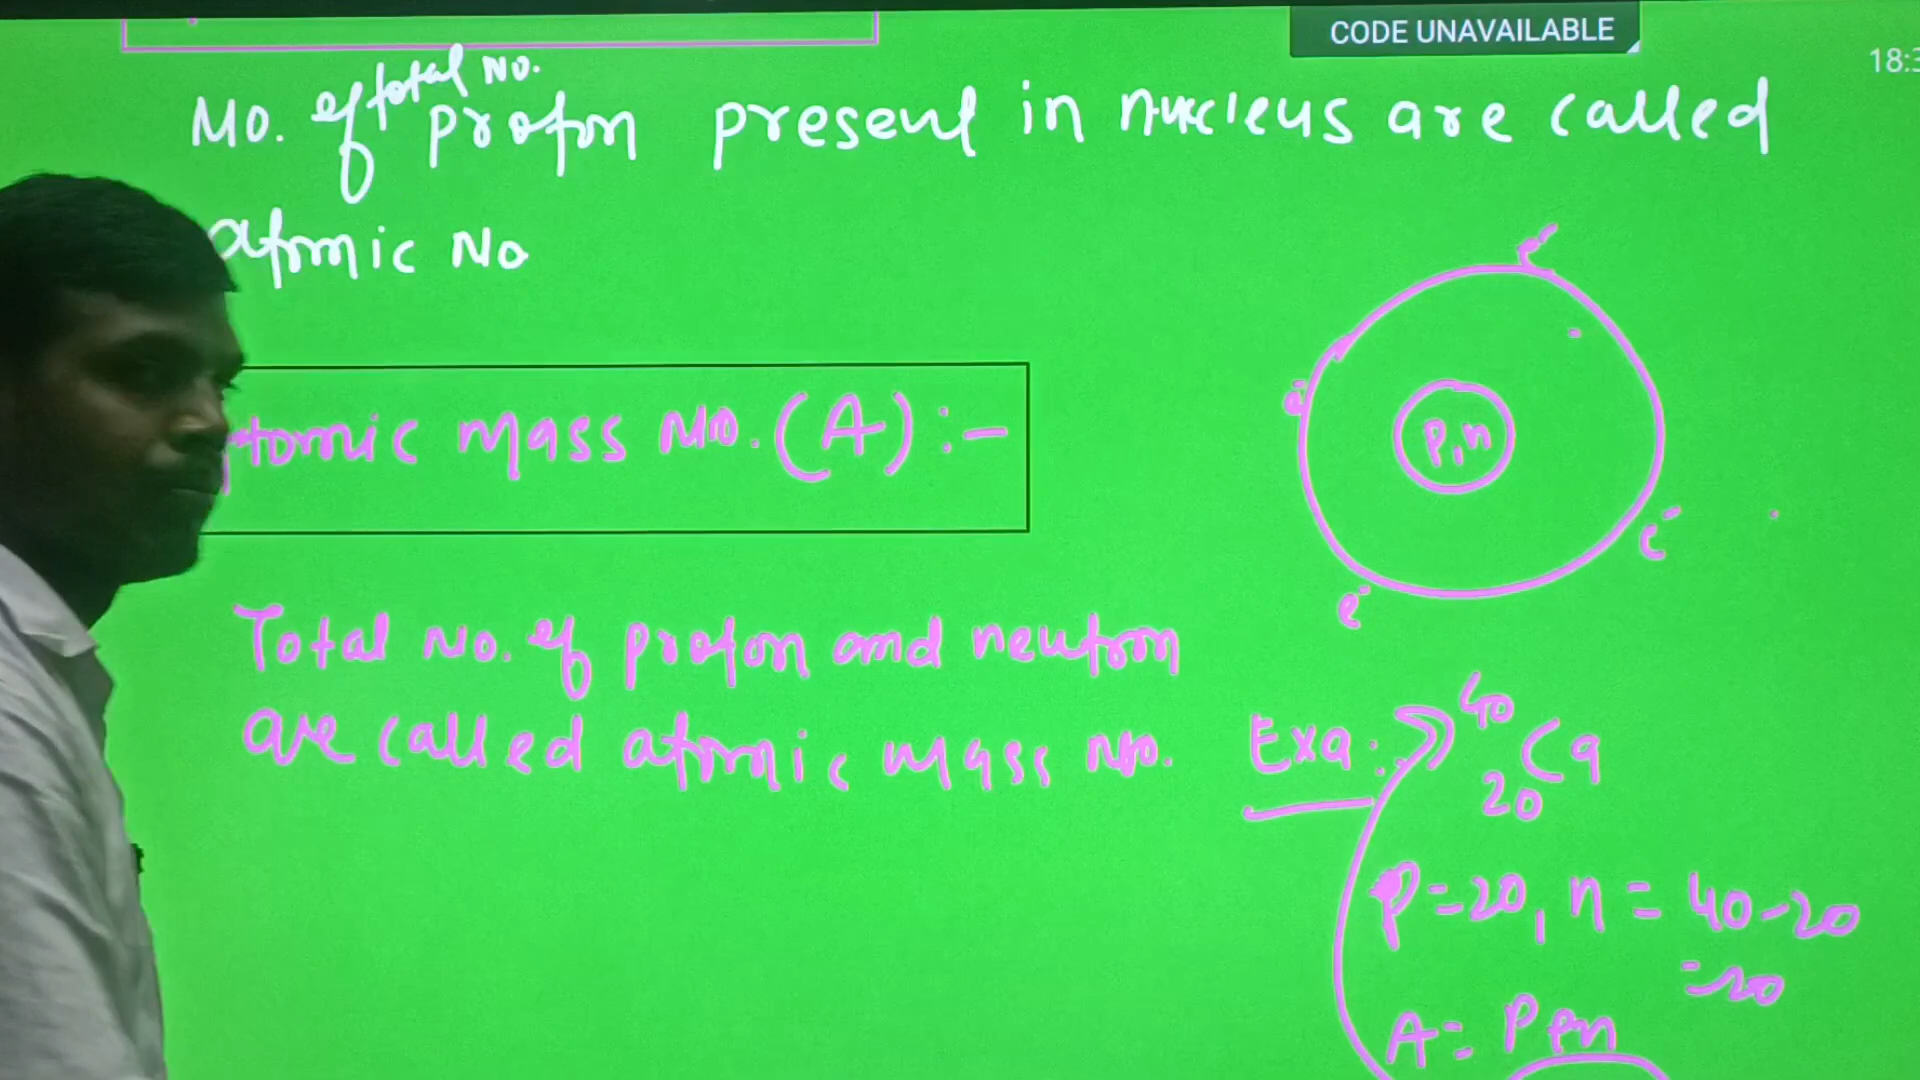 CODE UNAVAILABLE
18:3
total No.
No. of proton present in nucleus are called
atomic No
Atomic mass No. (A) :-
e-
e-
P, n
e-
e-
Total No. of proton and neutron
are called atomic mass No.
Exa:
40
Ca
20
P=20, n = 40-20
=20
A= P+n